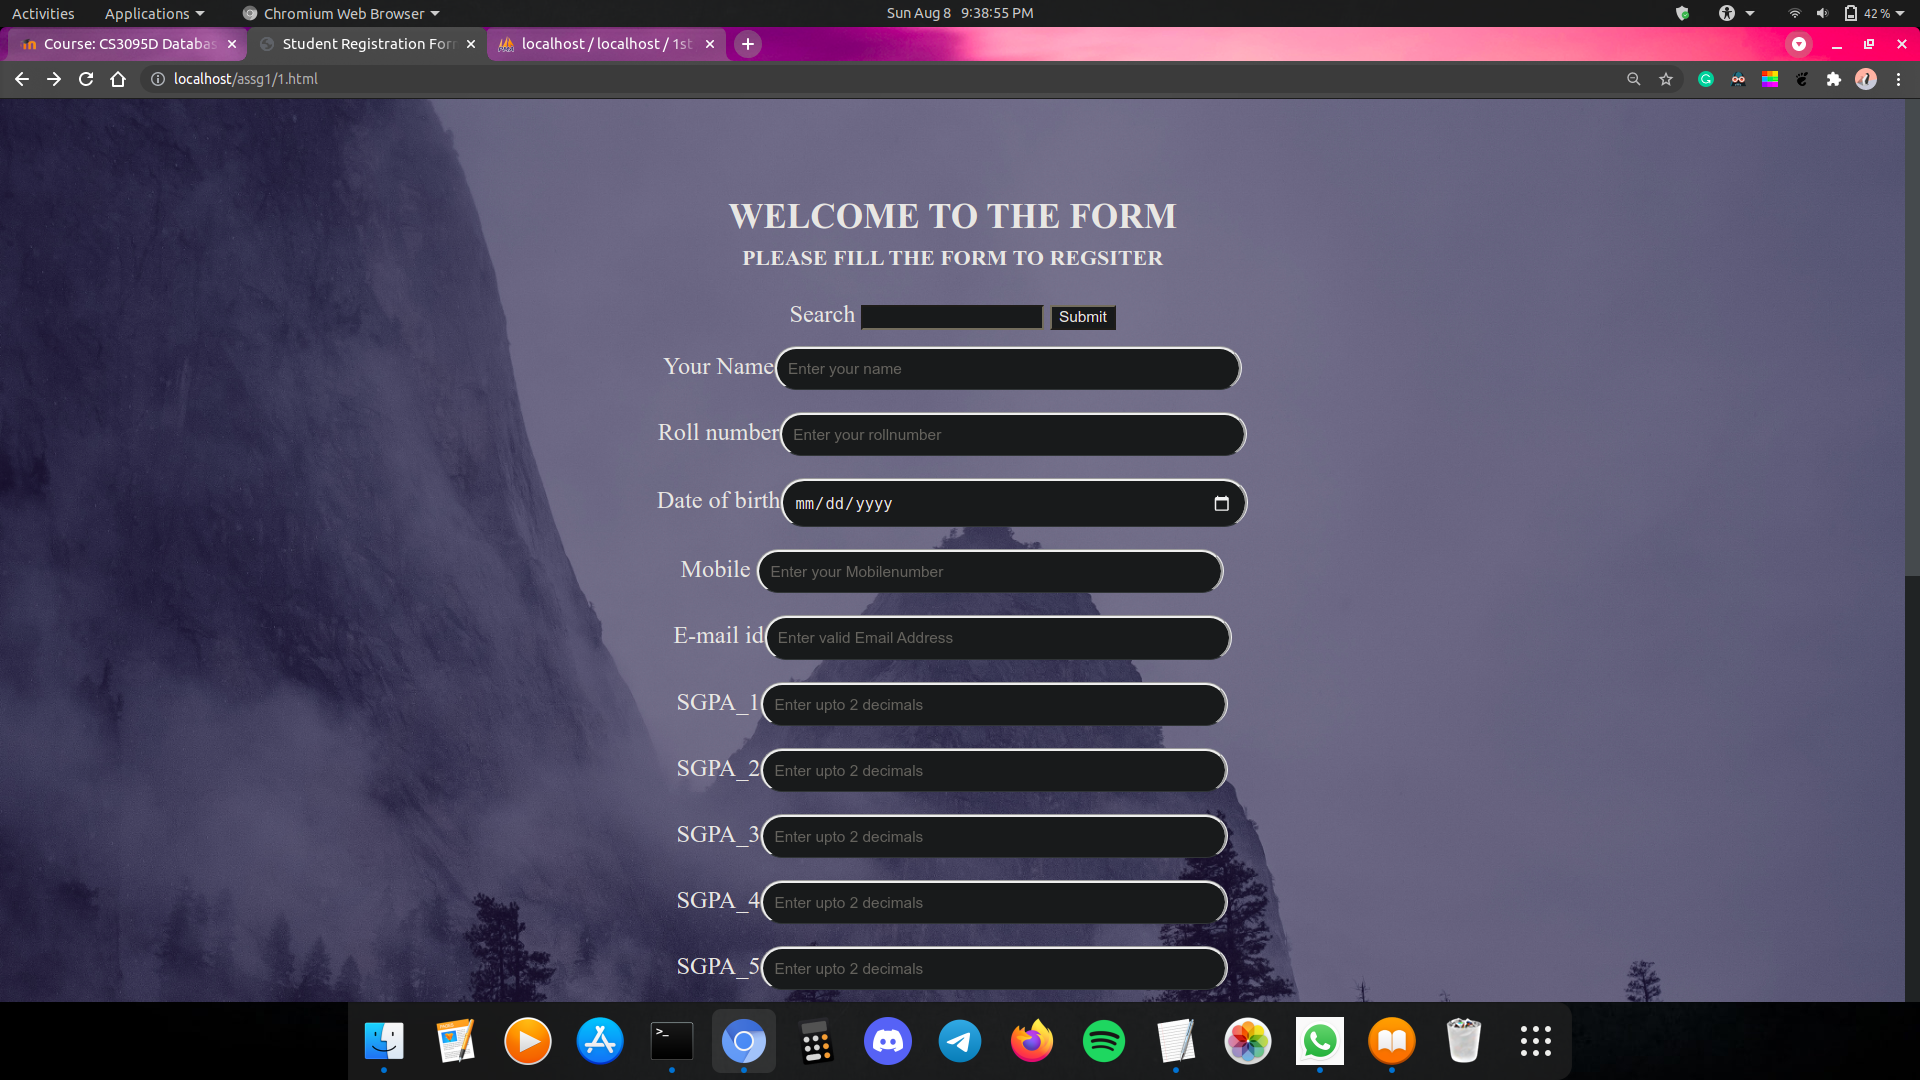 Activities Applications Chromium Web Browser Sun Aug 8 9:38:55 PM 42 %
Course: CS3095D Databas Student Registration For localhost / localhost / 1st
localhost/assg1/1.html
WELCOME TO THE FORM
PLEASE FILL THE FORM TO REGSITER
Search Submit
Your Name Enter your name
Roll number Enter your rollnumber
Date of birth mm/dd/yyyy
Mobile Enter your Mobilenumber
E-mail id Enter valid Email Address
SGPA_1 Enter upto 2 decimals
SGPA_2 Enter upto 2 decimals
SGPA_3 Enter upto 2 decimals
SGPA_4 Enter upto 2 decimals
SGPA_5 Enter upto 2 decimals
>_